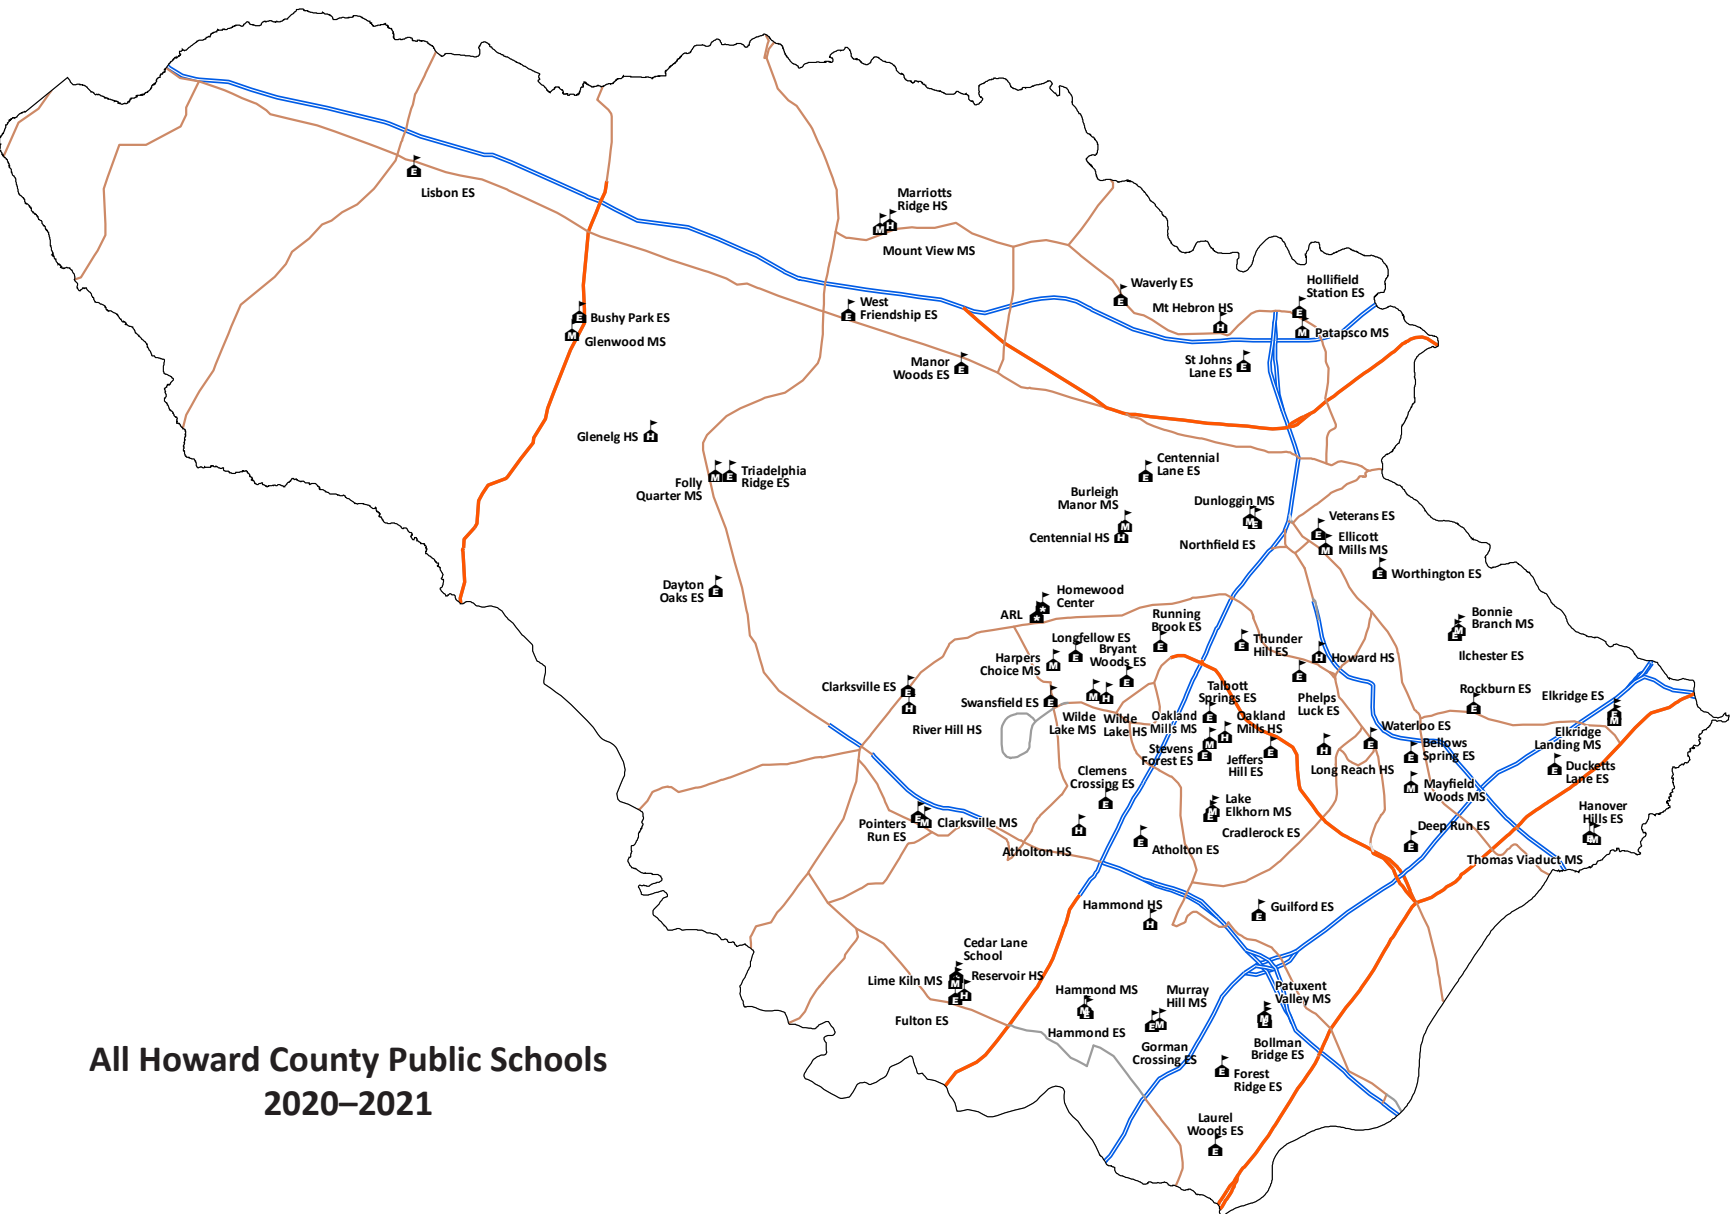 Lisbon ES
Marriotts
Ridge HS
Mount View MS
Waverly ES
Hollifield
Station ES
Mt Hebron HS
Patapsco MS
West
Friendship ES
Bushy Park ES
Glenwood MS
Manor
Woods ES
St Johns
Lane ES
Glenelg HS
Folly
Quarter MS
Triadelphia
Ridge ES
Centennial
Lane ES
Burleigh
Manor MS
Centennial HS
Dunloggin MS
Northfield ES
Veterans ES
Ellicott
Mills MS
Worthington ES
Dayton
Oaks ES
Homewood
Center
ARL
Running
Brook ES
Bonnie
Branch MS
Ilchester ES
Longfellow ES
Bryant
Woods ES
Harpers
Choice MS
Thunder
Hill ES
Howard HS
Clarksville ES
River Hill HS
Swansfield ES
Wilde
Lake MS
Wilde
Lake HS
Talbott
Springs ES
Phelps
Luck ES
Rockburn ES
Elkridge ES
Oakland
Mills MS
Oakland
Mills HS
Waterloo ES
Elkridge
Landing MS
Stevens
Forest ES
Jeffers
Hill ES
Long Reach HS
Bellows
Spring ES
Ducketts
Lane ES
Clemens
Crossing ES
Mayfield
Woods MS
Lake
Elkhorn MS
Cradlerock ES
Hanover
Hills ES
Pointers
Run ES
Clarksville MS
Atholton HS
Atholton ES
Deep Run ES
Thomas Viaduct MS
Hammond HS
Guilford ES
Cedar Lane
School
Lime Kiln MS
Reservoir HS
Fulton ES
Hammond MS
Hammond ES
Murray
Hill MS
Gorman
Crossing ES
Patuxent
Valley MS
Bollman
Bridge ES
Forest
Ridge ES
Laurel
Woods ES
All Howard County Public Schools
2020–2021